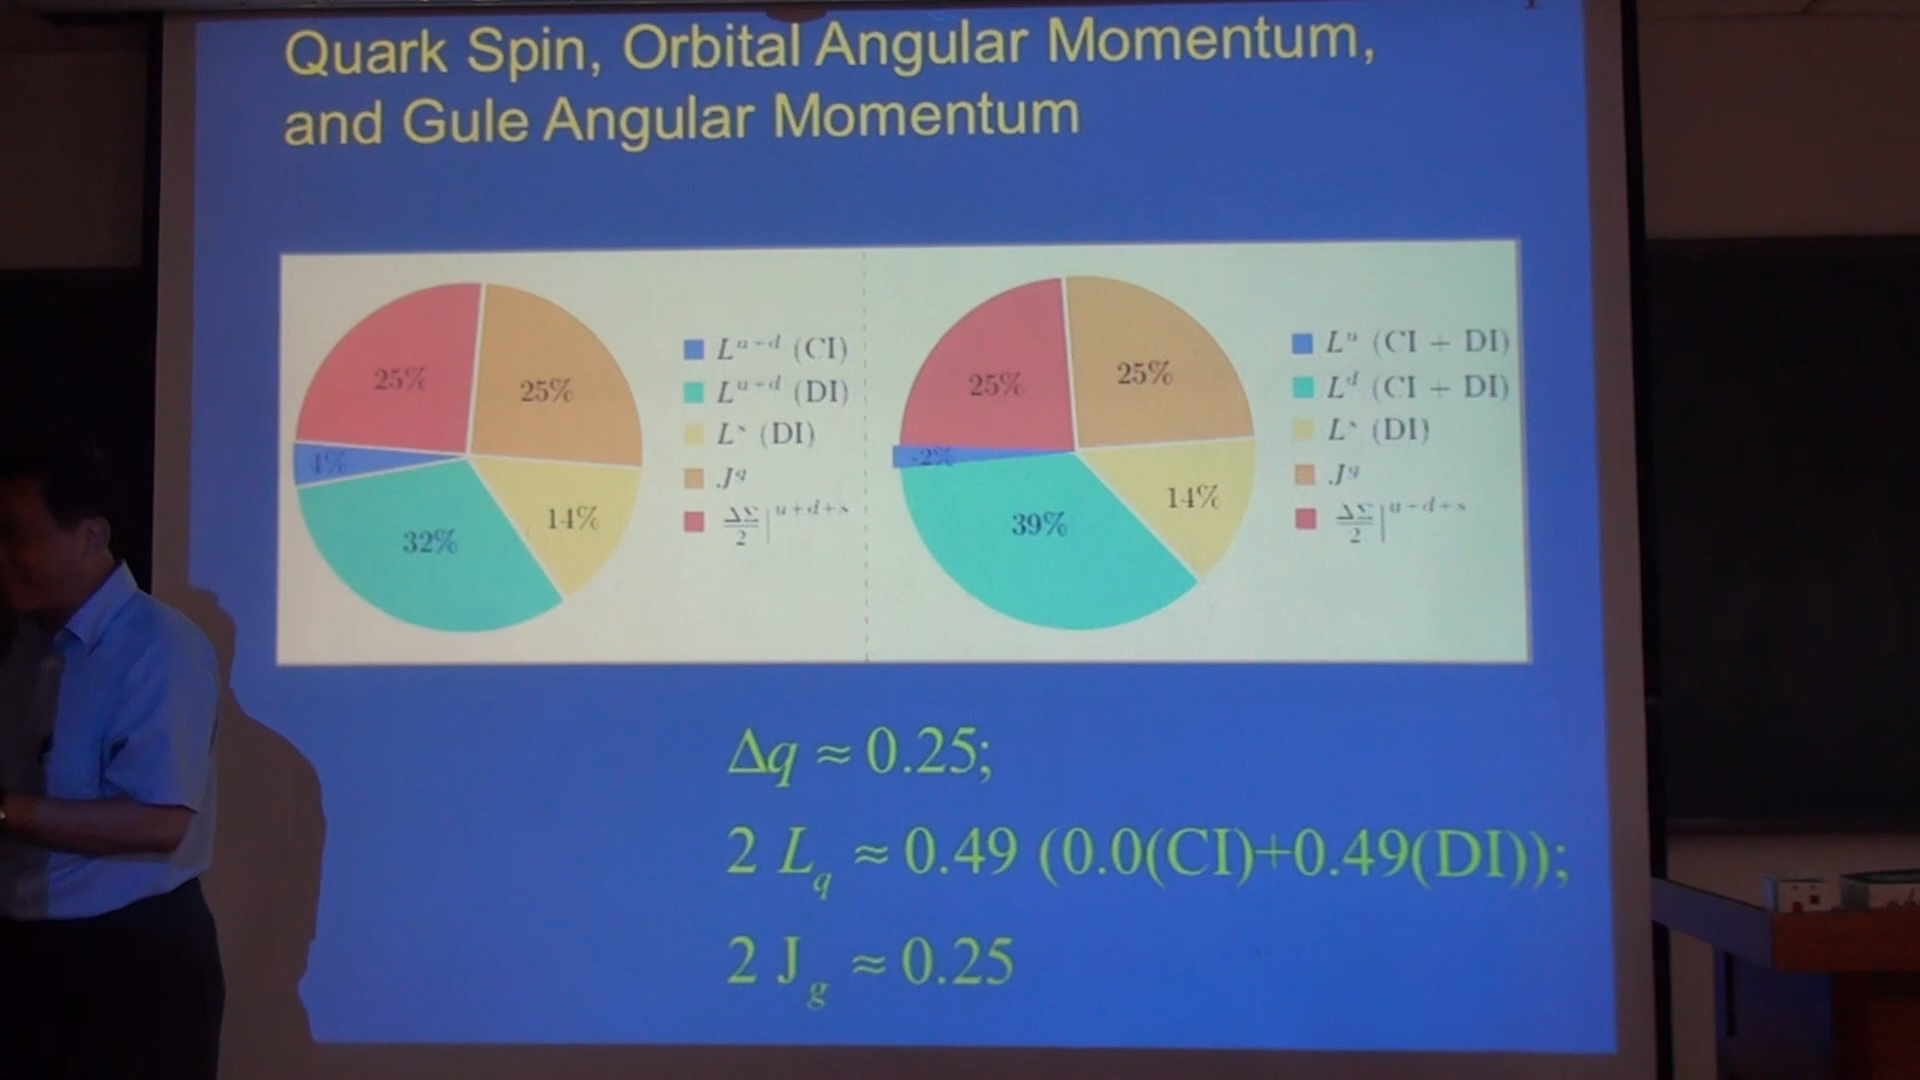 Quark Spin, Orbital Angular Momentum,
and Gule Angular Momentum
25%
25%
4%
32%
14%
L^{u+d} (CI)
L^{u+d} (DI)
L^s (DI)
J^g
ΔΣ/2 |^{u+d+s}
25%
25%
-2%
39%
14%
L^u (CI + DI)
L^d (CI + DI)
L^s (DI)
J^g
ΔΣ/2 |^{u+d+s}
Δq ≈ 0.25;
2 L_q ≈ 0.49 (0.0(CI)+0.49(DI));
2 J_g ≈ 0.25